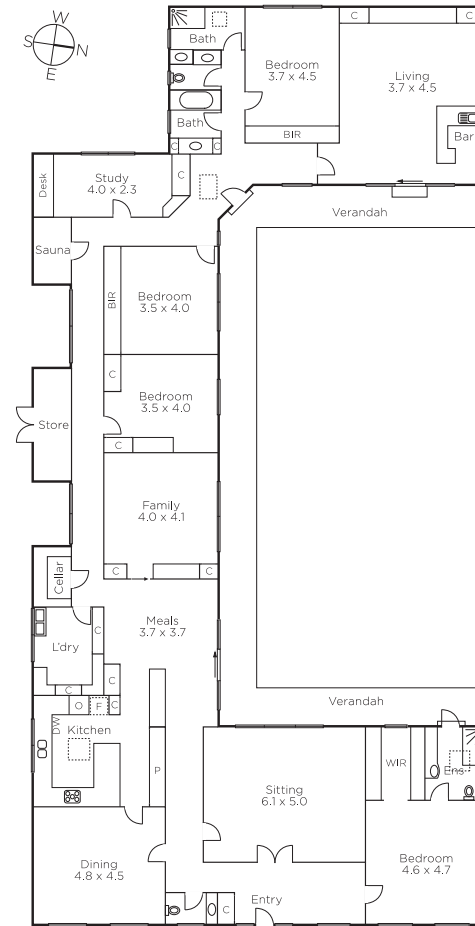 W
S
N
E
Bath
Bedroom
3.7 x 4.5
C
C
Living
3.7 x 4.5
Bath
BIR
Bar
C
C
Desk
Study
4.0 x 2.3
C
Verandah
Sauna
BIR
Bedroom
3.5 x 4.0
C
Bedroom
3.5 x 4.0
Store
C
Family
4.0 x 4.1
Cellar
C
C
Meals
3.7 x 3.7
C
L'dry
C
C
O
F
C
Verandah
DW
Kitchen
P
WIR
Ens
Sitting
6.1 x 5.0
Dining
4.8 x 4.5
Bedroom
4.6 x 4.7
C
Entry